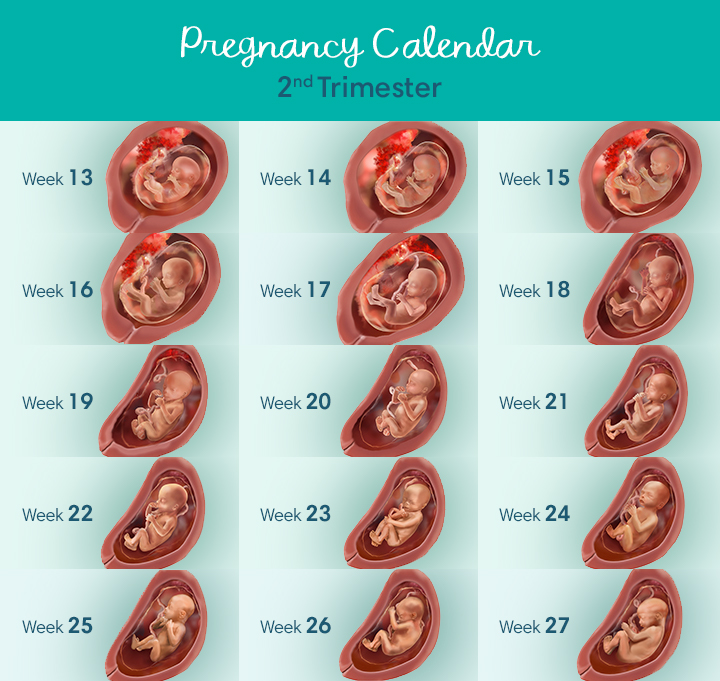 Pregnancy Calendar
2nd Trimester
Week 13
Week 14
Week 15
Week 16
Week 17
Week 18
Week 19
Week 20
Week 21
Week 22
Week 23
Week 24
Week 25
Week 26
Week 27